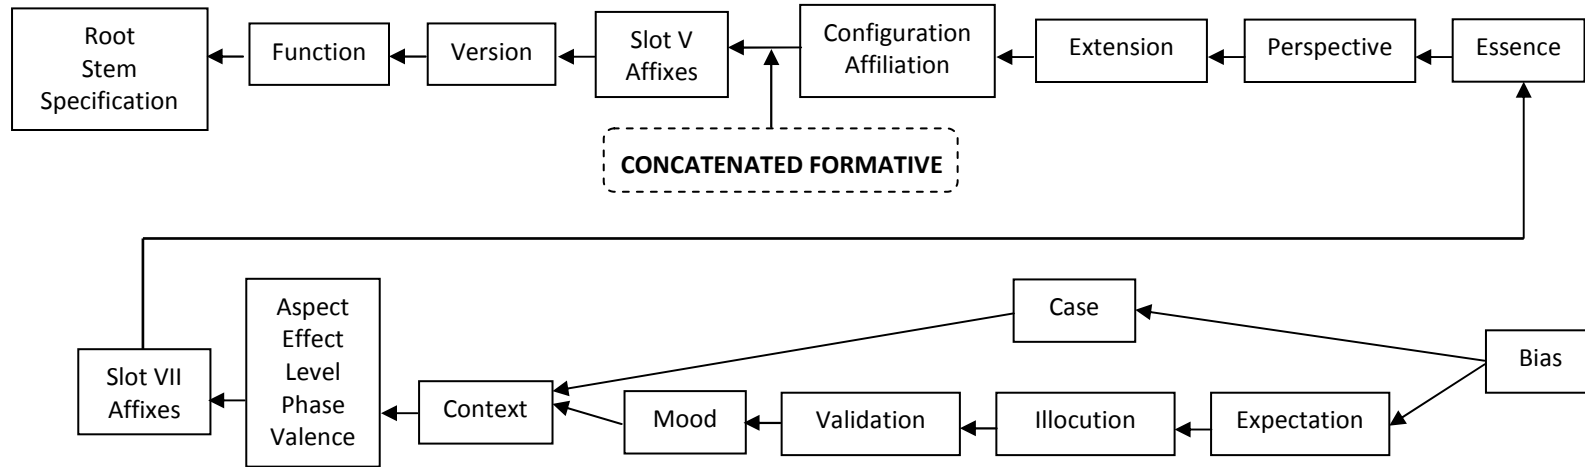 Root
Stem
Specification
Function
Version
Slot V
Affixes
Configuration
Affiliation
Extension
Perspective
Essence
CONCATENATED FORMATIVE
Slot VII
Affixes
Aspect
Effect
Level
Phase
Valence
Context
Case
Mood
Validation
Illocution
Expectation
Bias